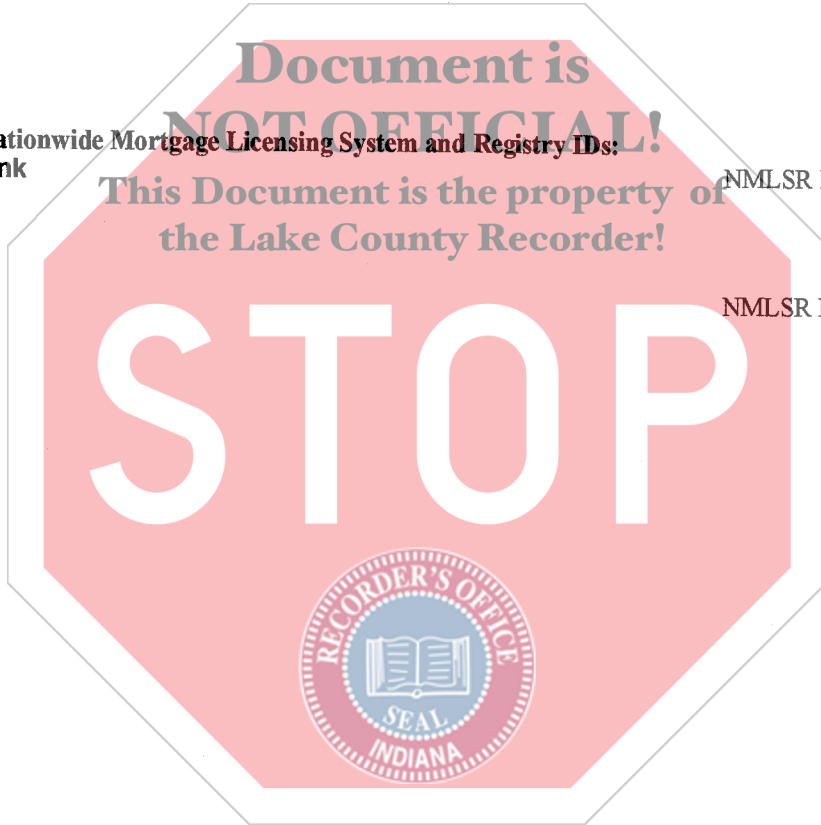 Document is
NOT OFFICIAL!
ationwide Mortgage Licensing System and Registry IDs:
nk
NMLSR
This Document is the property of
the Lake County Recorder!
NMLSR
STOP
RECORDER'S OFFICE
SEAL
INDIANA